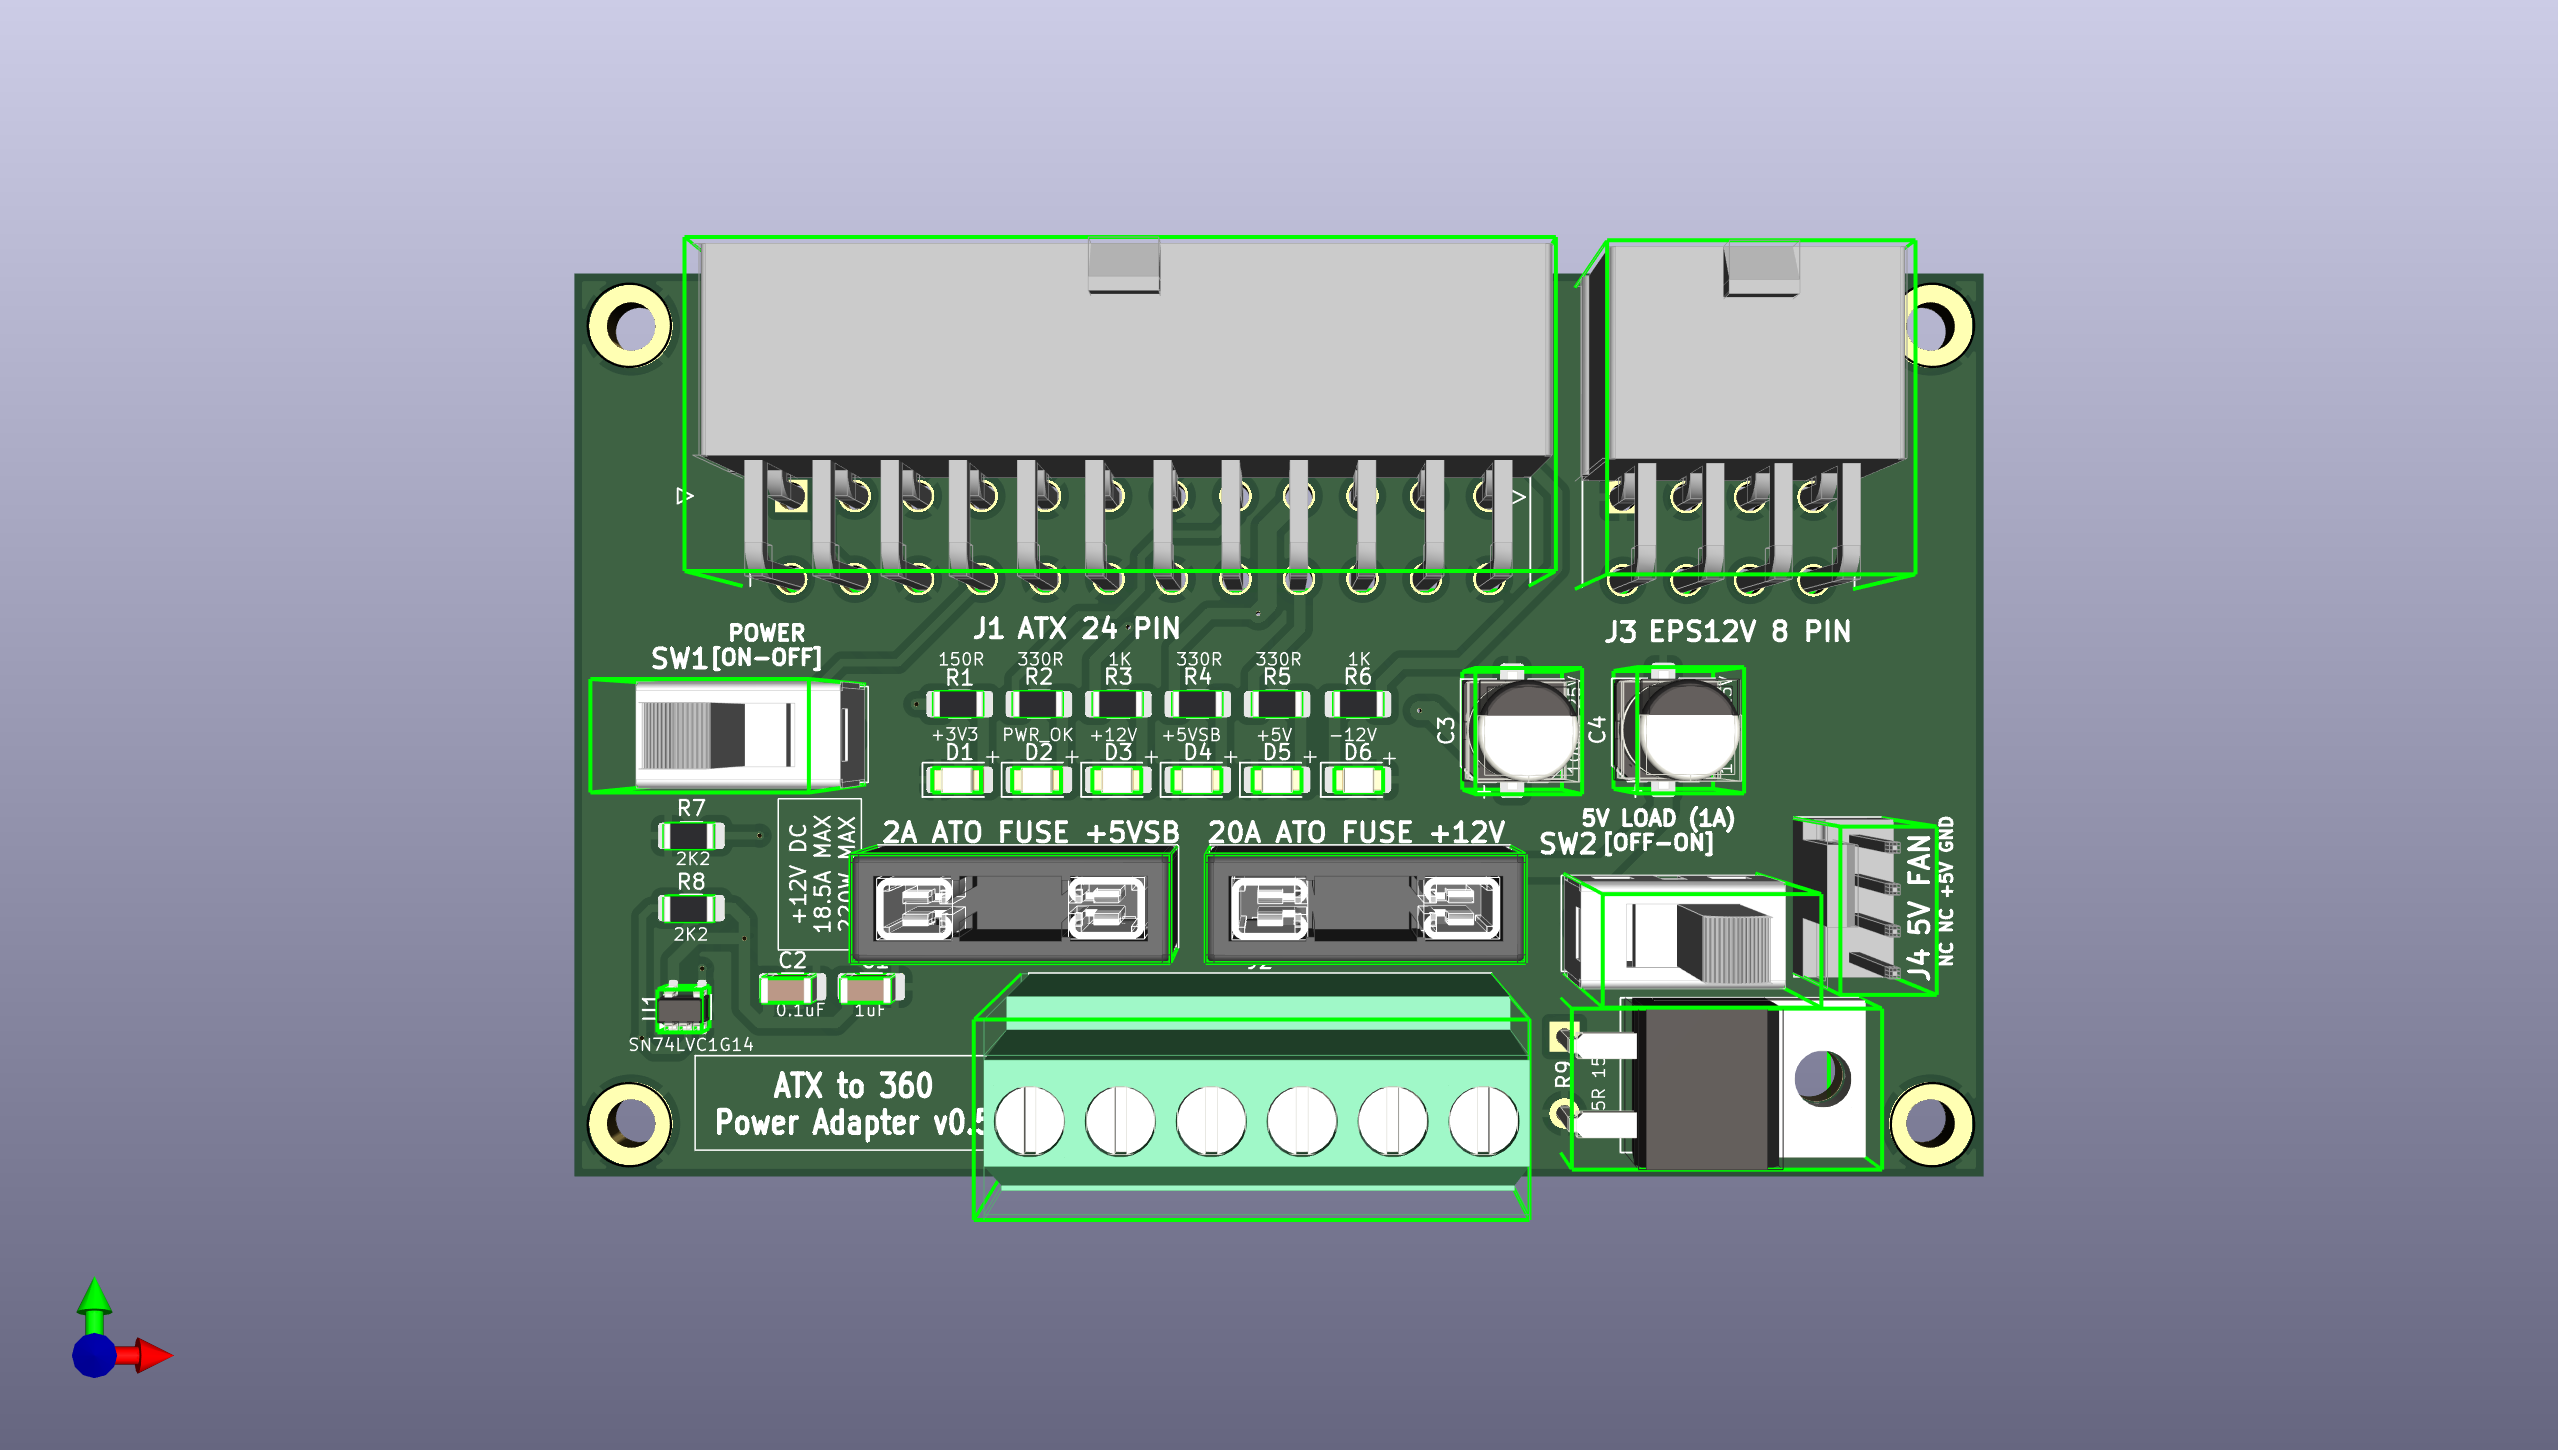 J1 ATX 24 PIN
J3 EPS12V 8 PIN
POWER
SW1 [ON-OFF]
150R 330R 1K 330R 330R 1K
R1 R2 R3 R4 R5 R6
+3V3 PWR_OK +12V +5VSB +5V -12V
D1 D2 D3 D4 D5 D6
+ + + + + +
C3
C4
R7
2K2
R8
2K2
+12V DC
18.5A MAX
220W MAX
2A ATO FUSE +5VSB
20A ATO FUSE +12V
5V LOAD (1A)
SW2 [OFF-ON]
J4 5V FAN
NC NC +5V GND
C2
0.1uF
1uF
SN74LVC1G14
R9
ATX to 360
Power Adapter v0.5